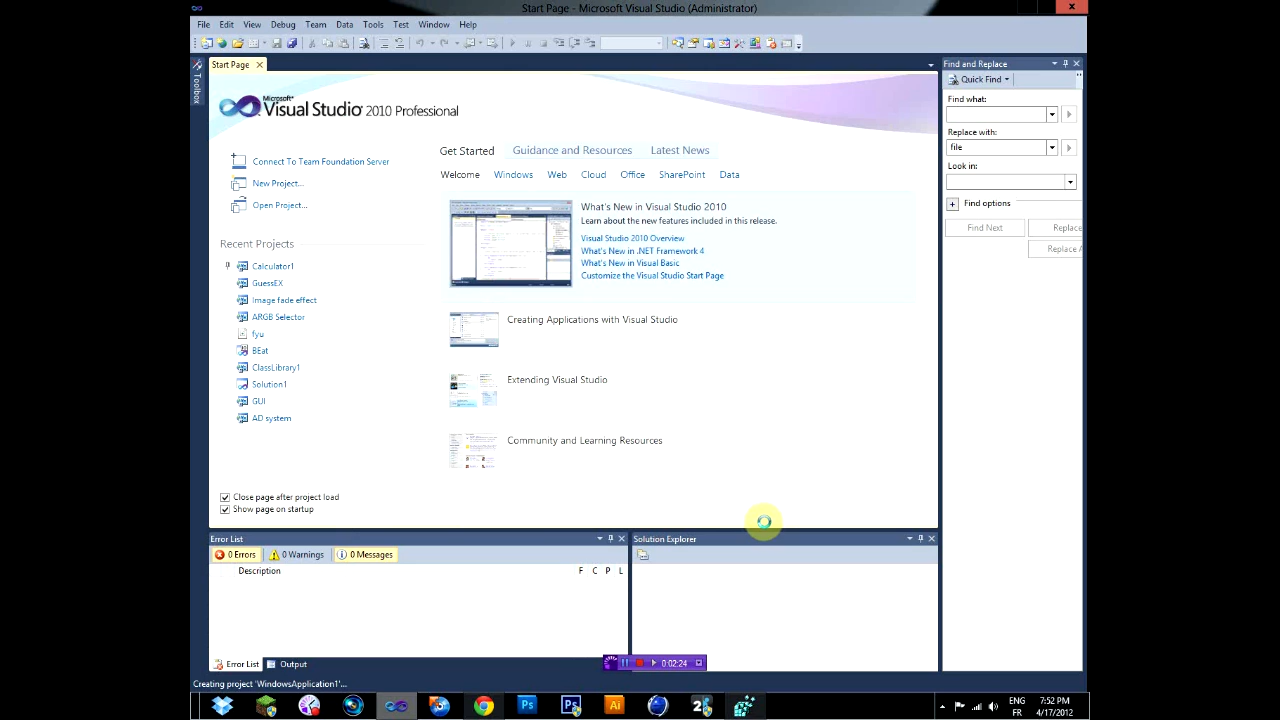 Start Page - Microsoft Visual Studio (Administrator)
File Edit View Debug Team Data Tools Test Window Help
Toolbox
Start Page
Microsoft
Visual Studio 2010 Professional
Connect To Team Foundation Server
New Project...
Open Project...
Recent Projects
Calculator1
GuessEX
Image fade effect
ARGB Selector
fyu
BEat
ClassLibrary1
Solution1
GUI
AD system
Close page after project load
Show page on startup
Get Started Guidance and Resources Latest News
Welcome Windows Web Cloud Office SharePoint Data
What's New in Visual Studio 2010
Learn about the new features included in this release.
Visual Studio 2010 Overview
What's New in .NET Framework 4
What's New in Visual Basic
Customize the Visual Studio Start Page
Creating Applications with Visual Studio
Extending Visual Studio
Community and Learning Resources
Find and Replace
Quick Find
Find what:
Replace with:
file
Look in:
Find options
Find Next Replace
Replace A
Error List
0 Errors 0 Warnings 0 Messages
Description F C P L
Error List Output
Solution Explorer
0:02:24
Creating project 'WindowsApplication1'...
Ps Ps Ai 2
ENG 7:52 PM
FR 4/17/2012